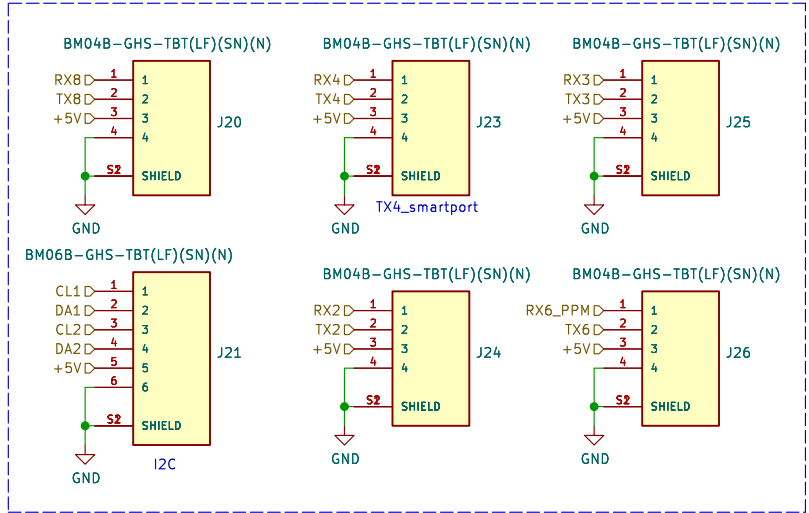 BM04B-GHS-TBT(LF)(SN)(N)
RX8 1 1
TX8 2 2
+5V 3 3
4 4
J20
S2 SHIELD
GND
BM04B-GHS-TBT(LF)(SN)(N)
RX4 1 1
TX4 2 2
+5V 3 3
4 4
J23
S2 SHIELD
TX4_smartport
GND
BM04B-GHS-TBT(LF)(SN)(N)
RX3 1 1
TX3 2 2
+5V 3 3
4 4
J25
S2 SHIELD
GND
BM06B-GHS-TBT(LF)(SN)(N)
CL1 1 1
DA1 2 2
CL2 3 3
DA2 4 4
+5V 5 5
6 6
J21
S2 SHIELD
I2C
GND
BM04B-GHS-TBT(LF)(SN)(N)
RX2 1 1
TX2 2 2
+5V 3 3
4 4
J24
S2 SHIELD
GND
BM04B-GHS-TBT(LF)(SN)(N)
RX6_PPM 1 1
TX6 2 2
+5V 3 3
4 4
J26
S2 SHIELD
GND